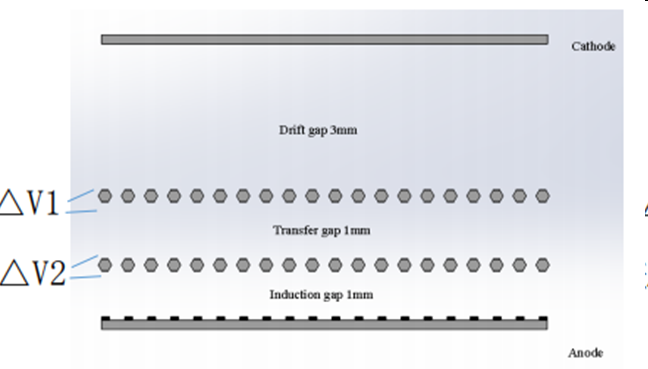 Cathode
Drift gap 3mm
△V1
Transfer gap 1mm
△V2
Induction gap 1mm
Anode